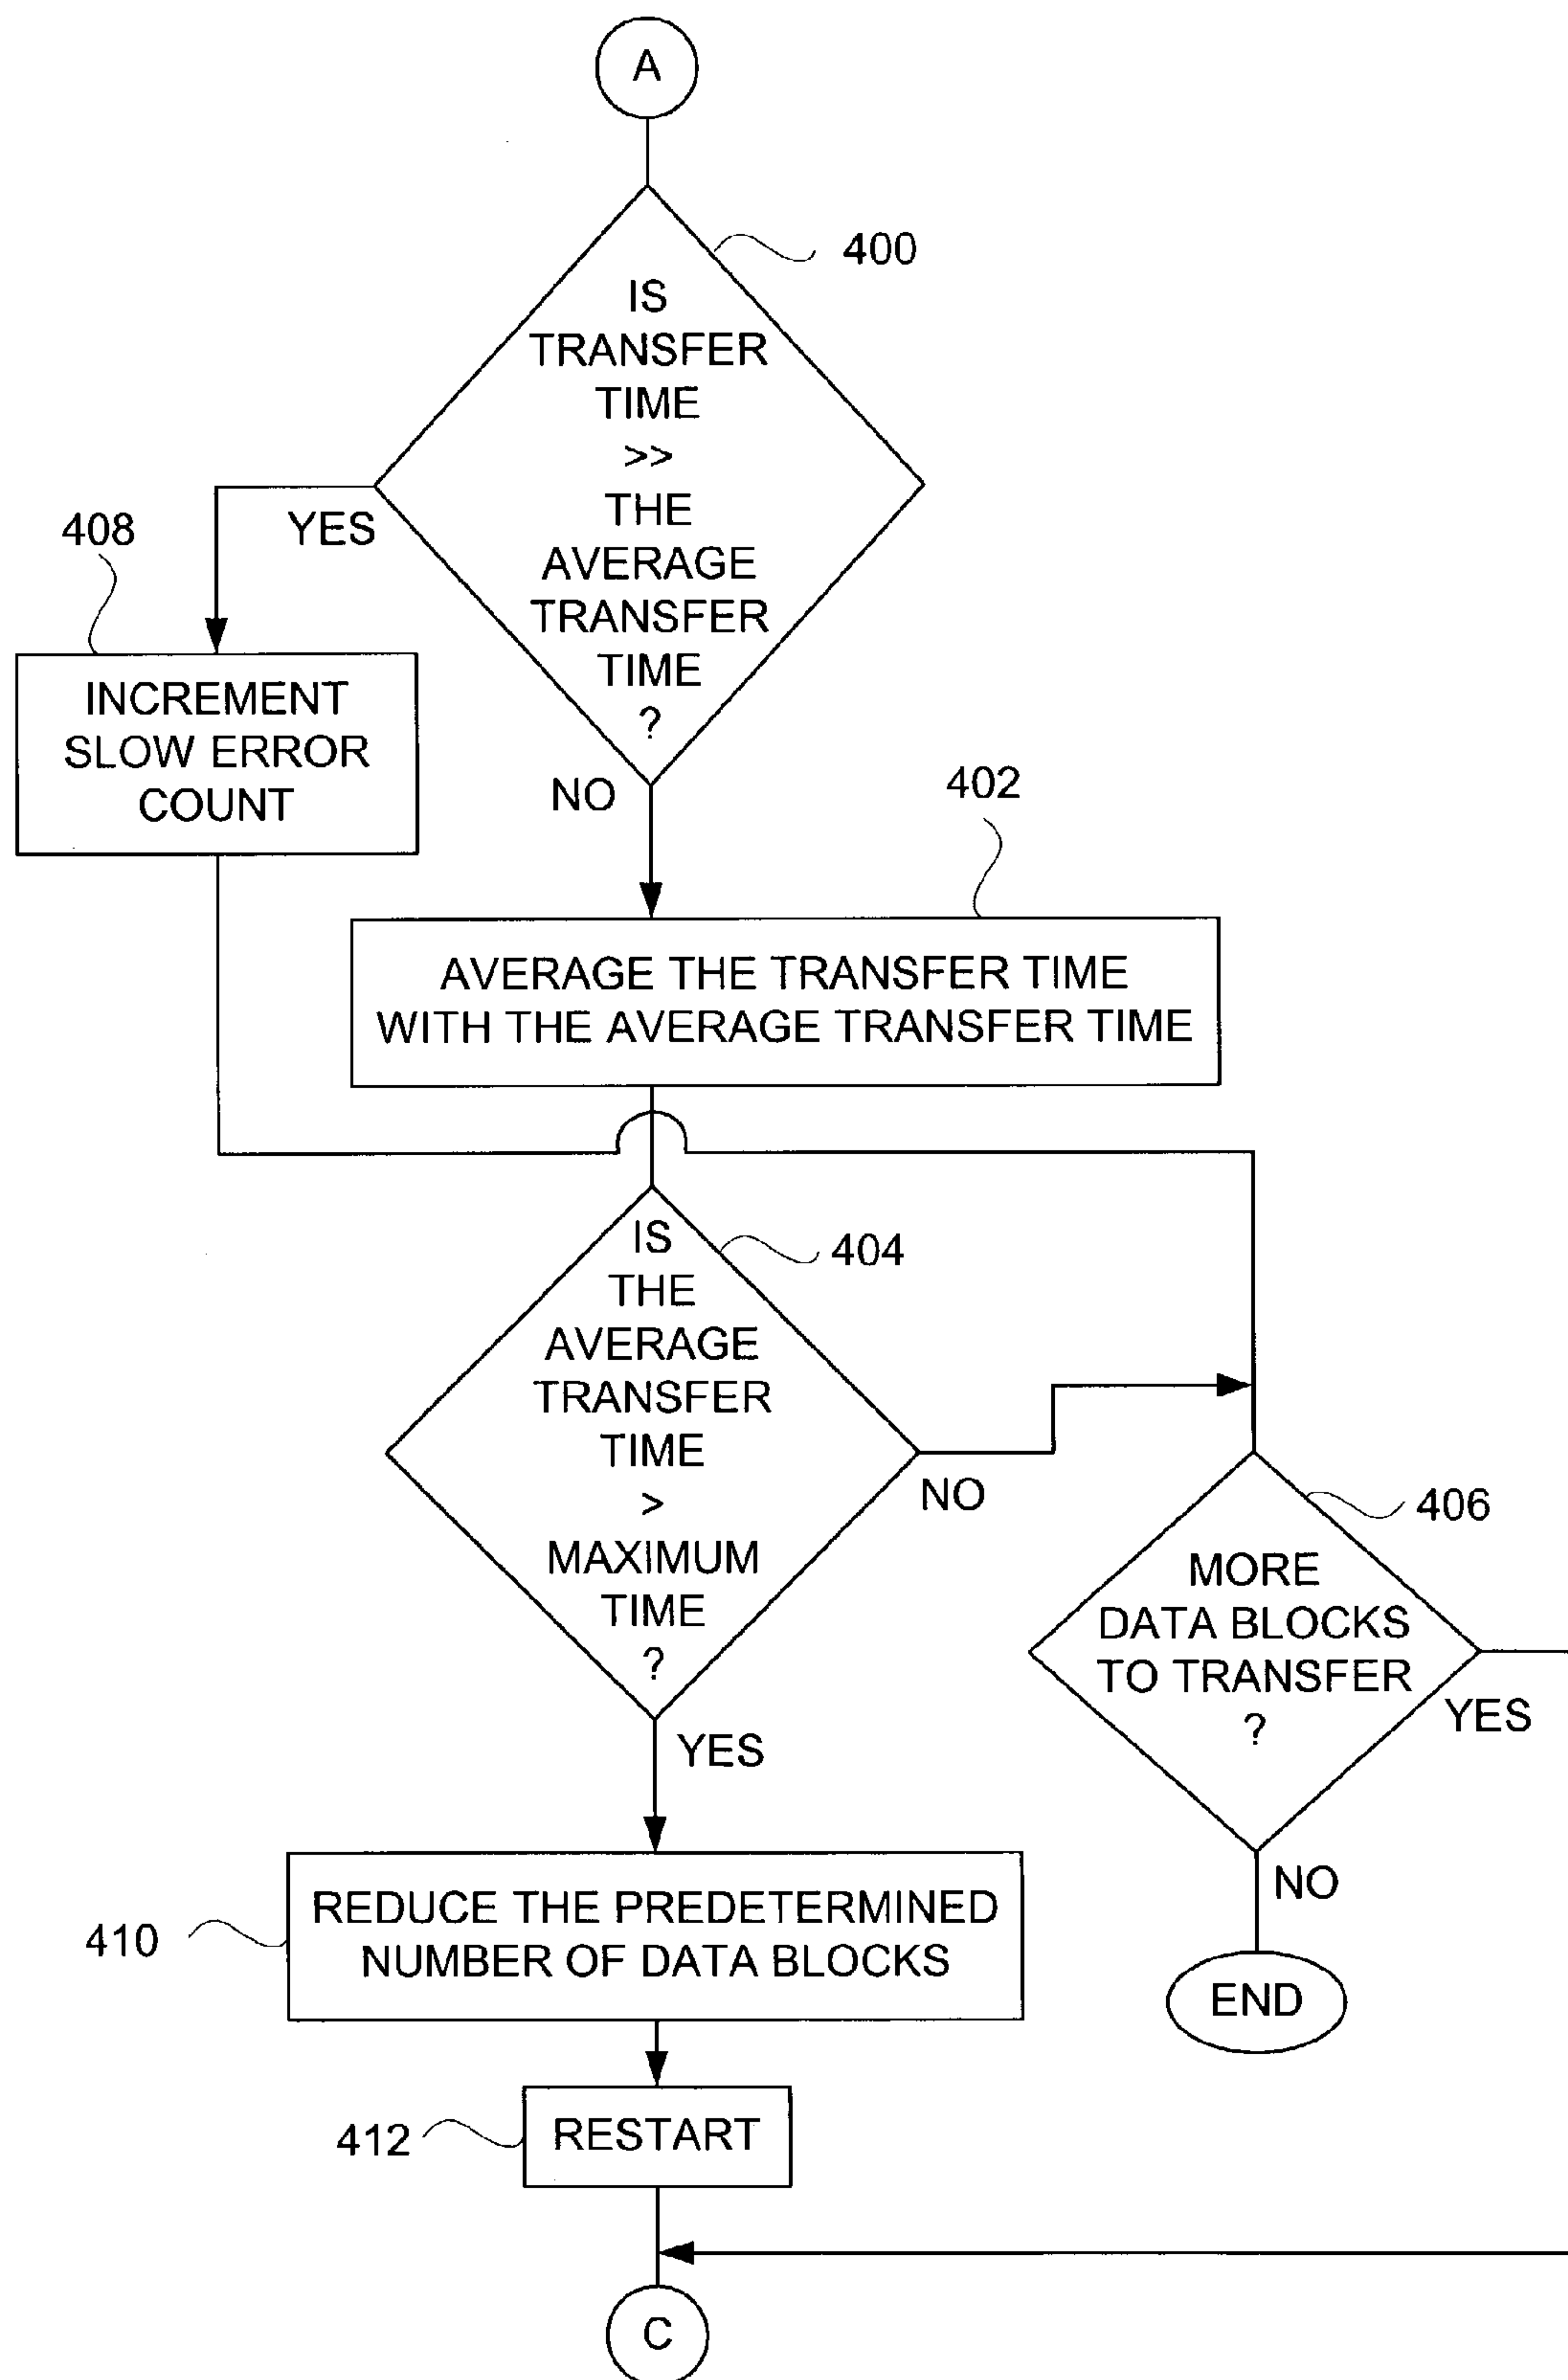 A
400
IS
TRANSFER
TIME
>>
THE
AVERAGE
TRANSFER
TIME
?
YES
408
INCREMENT
SLOW ERROR
COUNT
NO
402
AVERAGE THE TRANSFER TIME
WITH THE AVERAGE TRANSFER TIME
404
IS
THE
AVERAGE
TRANSFER
TIME
>
MAXIMUM
TIME
?
NO
406
MORE
DATA BLOCKS
TO TRANSFER
?
YES
YES
NO
410
REDUCE THE PREDETERMINED
NUMBER OF DATA BLOCKS
END
412
RESTART
C